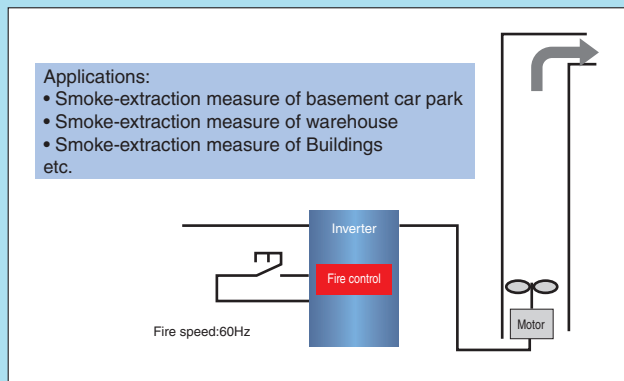 Applications:
• Smoke-extraction measure of basement car park
• Smoke-extraction measure of warehouse
• Smoke-extraction measure of Buildings
etc.
Inverter
Fire control
Fire speed:60Hz
Motor